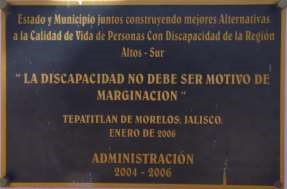 Estado y Municipio juntos construyendo mejores Alternativas
a la Calidad de Vida de Personas Con Discapacidad de la Región
Altos - Sur
" LA DISCAPACIDAD NO DEBE SER MOTIVO DE
MARGINACION "
TEPATITLAN DE MORELOS; JALISCO;
ENERO DE 2006
ADMINISTRACIÓN
2004 - 2006